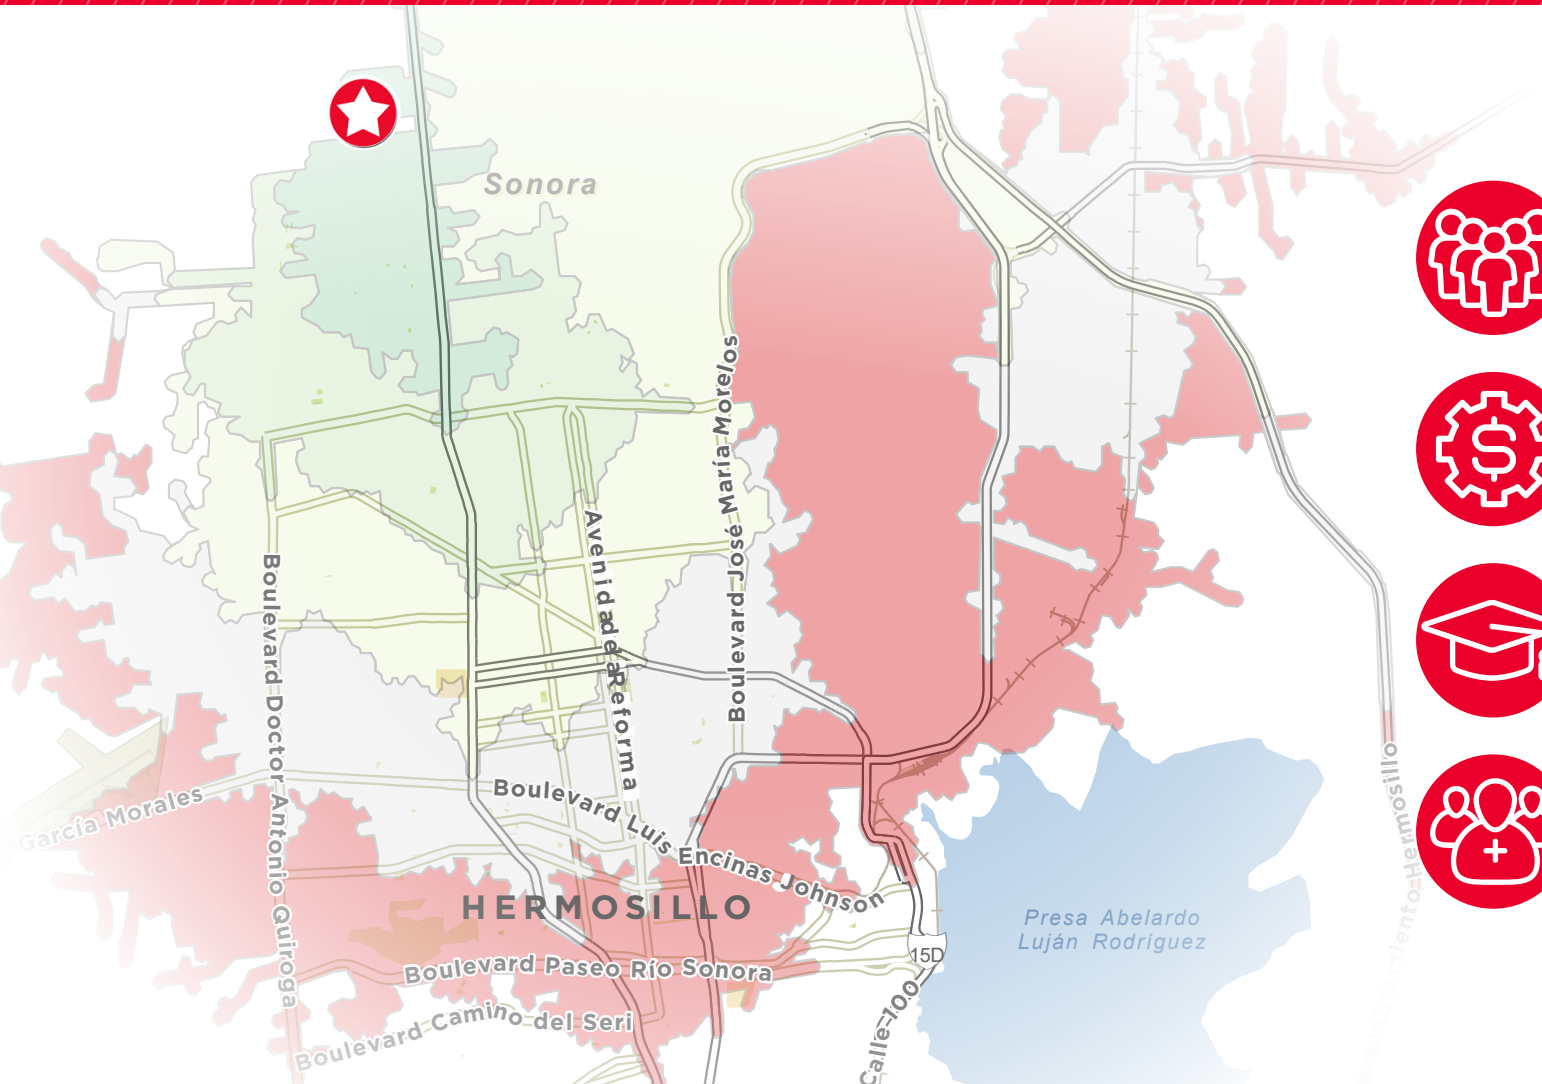 Sonora
Boulevard José María Morelos
Avenida de la Reforma
Boulevard Doctor Antonio Quiroga
García Morales
Boulevard Luis Encinas Johnson
HERMOSILLO
Presa Abelardo
Luján Rodríguez
15D
Boulevard Paseo Río Sonora
Boulevard Camino del Seri
Calle 100
Hermosillo
$